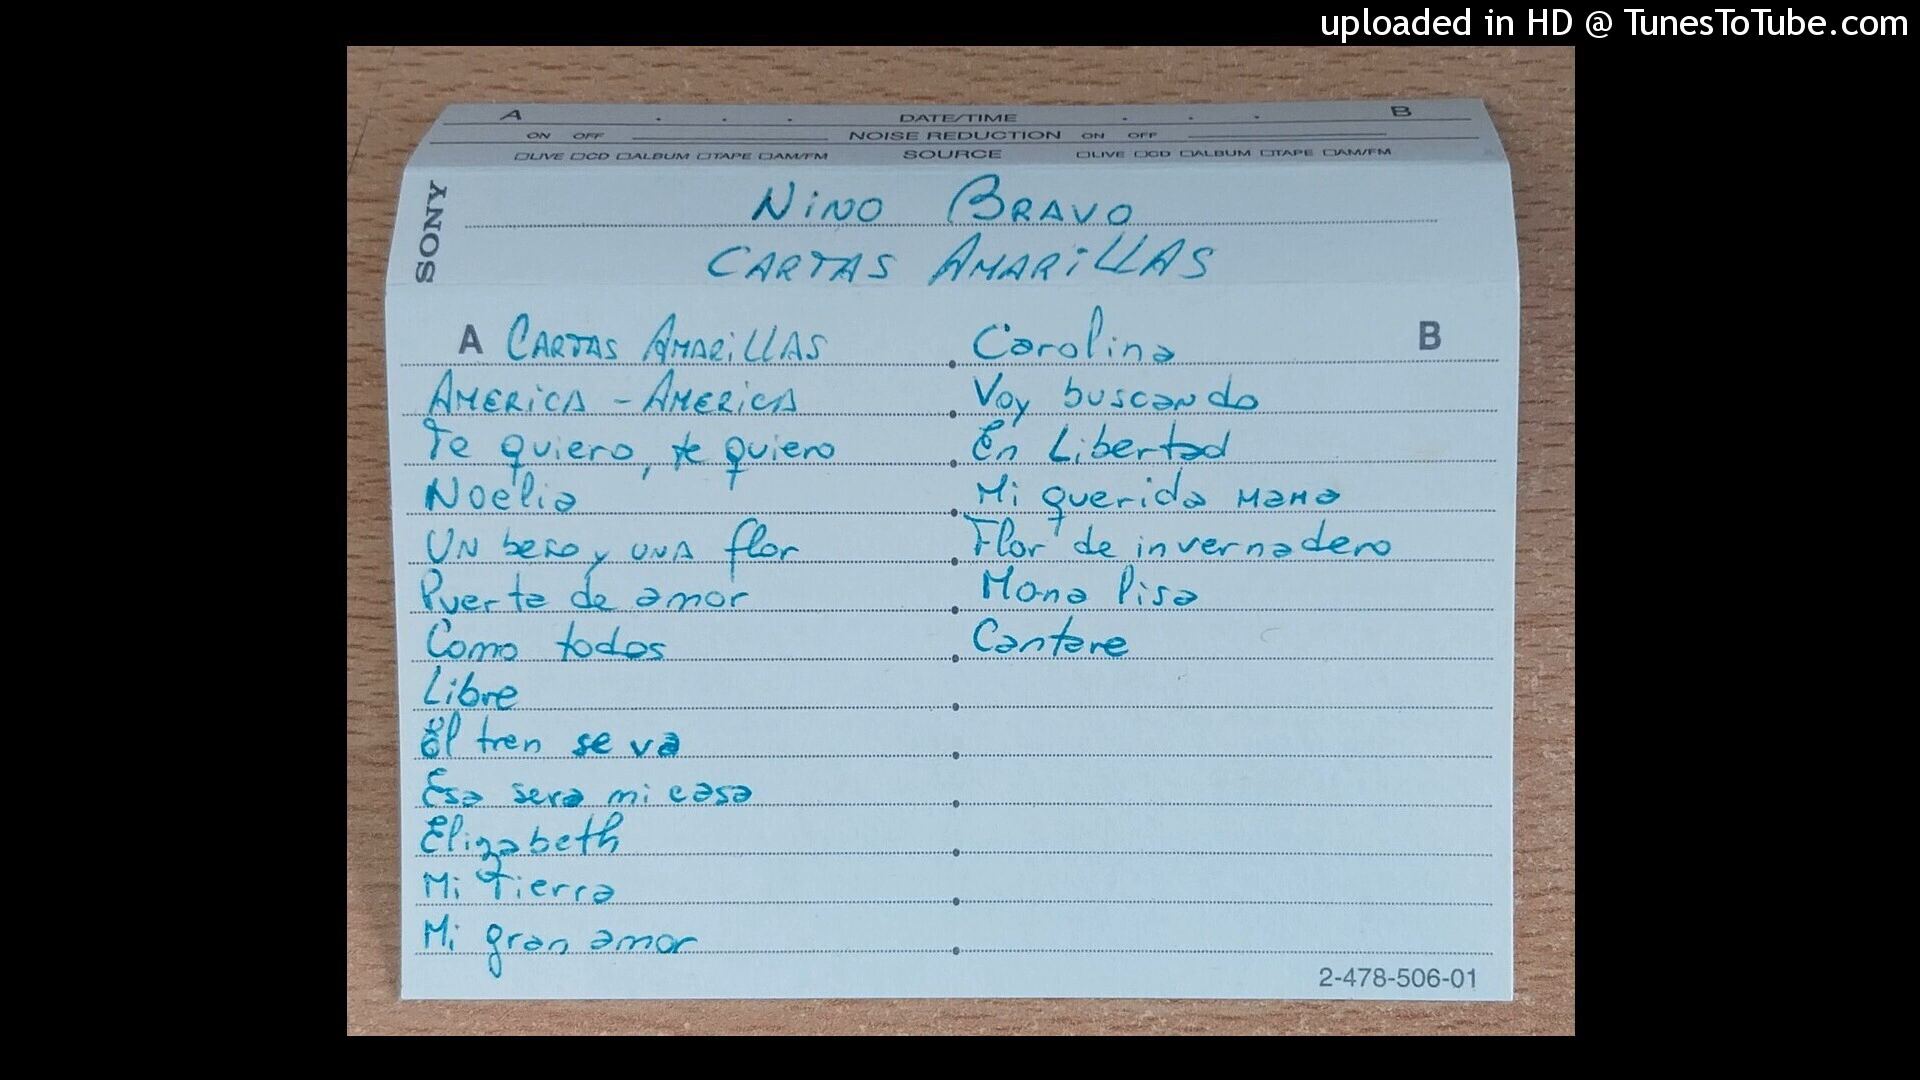 uploaded in HD @ TunesToTube.com
A . . . DATE/TIME . . . B
ON OFF NOISE REDUCTION ON OFF
LIVE CD ALBUM TAPE AM/FM SOURCE LIVE CD ALBUM TAPE AM/FM
SONY
NINO BRAVO
CARTAS AMARILLAS
A CARTAS AMARILLAS
AMERICA - AMERICA
Te quiero, te quiero
Noelia
UN beso y UNA flor
Puerta de amor
Como todos
Libre
El tren se va
Esa sera mi casa
Elizabeth
Mi Tierra
Mi gran amor
B
Carolina
Voy buscando
En Libertad
Mi querida mama
Flor de invernadero
Mona lisa
Cantare
2-478-506-01